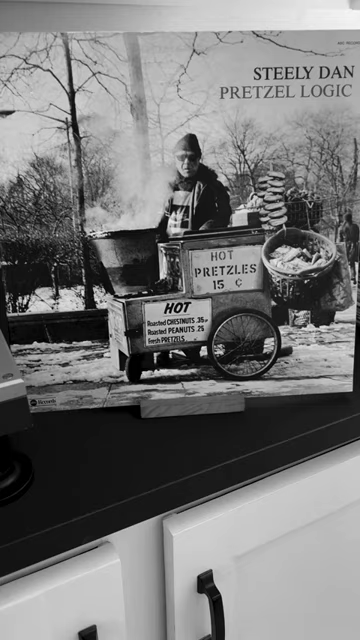 STEELY DAN
PRETZEL LOGIC
HOT
PRETZLES
15 ¢
HOT
Roasted CHESTNUTS .35
Roasted PEANUTS .25
Fresh PRETZELS